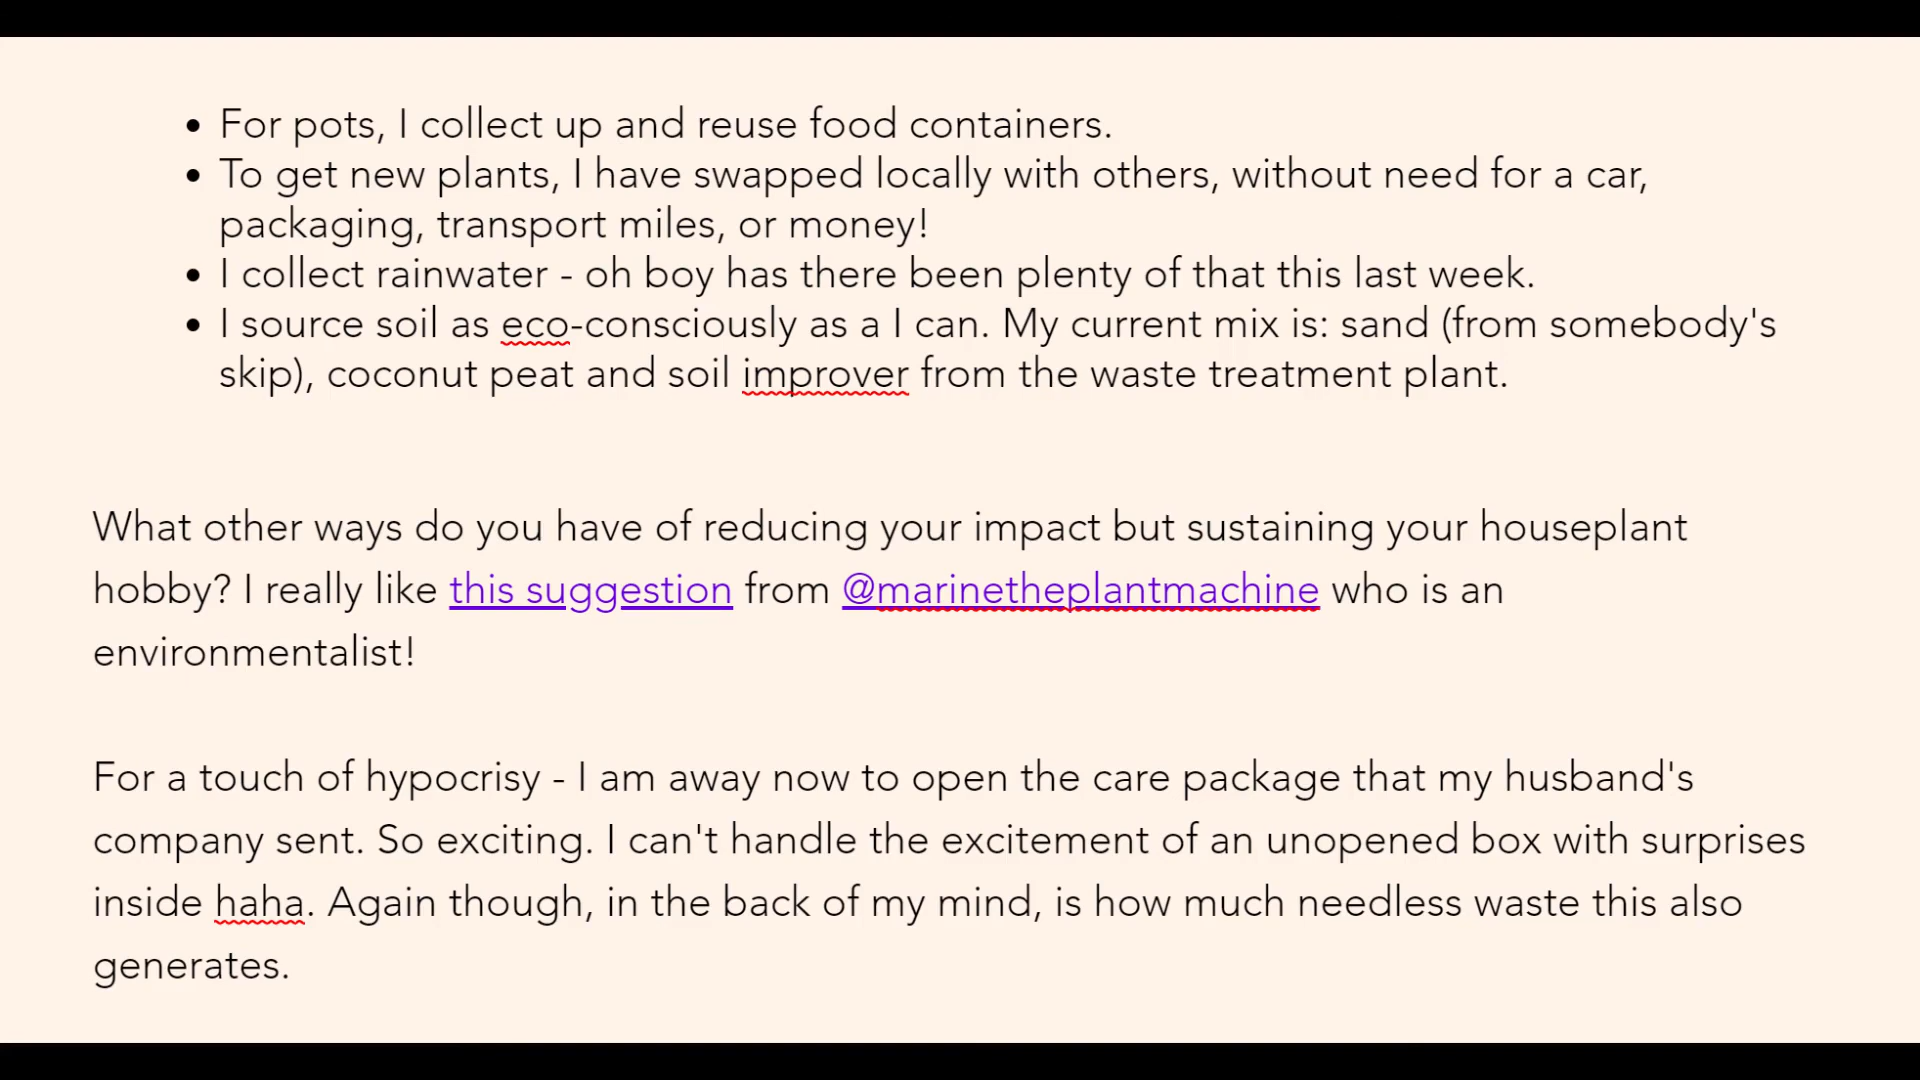 • For pots, I collect up and reuse food containers.
• To get new plants, I have swapped locally with others, without need for a car,
packaging, transport miles, or money!
• I collect rainwater - oh boy has there been plenty of that this last week.
• I source soil as eco-consciously as a I can. My current mix is: sand (from somebody's
skip), coconut peat and soil improver from the waste treatment plant.
What other ways do you have of reducing your impact but sustaining your houseplant
hobby? I really like this suggestion from @marinetheplantmachine who is an
environmentalist!
For a touch of hypocrisy - I am away now to open the care package that my husband's
company sent. So exciting. I can't handle the excitement of an unopened box with surprises
inside haha. Again though, in the back of my mind, is how much needless waste this also
generates.